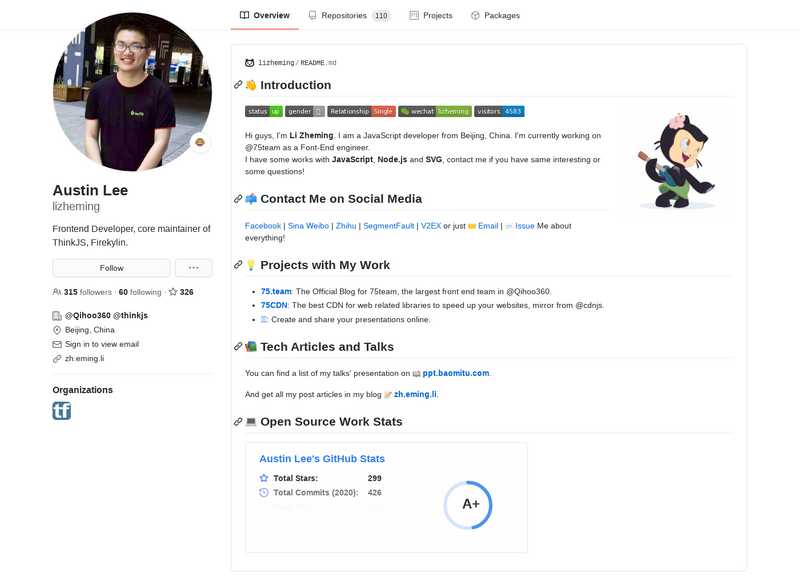 Overview
Repositories 110
Projects
Packages
Austin Lee
lizheming
Frontend Developer, core maintainer of
ThinkJS, Firekylin.
Follow
315 followers · 60 following · 326
@Qihoo360 @thinkjs
Beijing, China
Sign in to view email
zh.eming.li
Organizations
tf
lizheming/README.md
Introduction
status up gender Relationship Single wechat lizheming visitors 4583
Hi guys, I'm Li Zheming. I am a JavaScript developer from Beijing, China. I'm currently working on
@75team as a Font-End engineer.
I have some works with JavaScript, Node.js and SVG, contact me if you have same interesting or
some questions!
Contact Me on Social Media
Facebook | Sina Weibo | Zhihu | SegmentFault | V2EX or just Email | Issue Me about
everything!
Projects with My Work
• 75.team: The Official Blog for 75team, the largest front end team in @Qihoo360.
• 75CDN: The best CDN for web related libraries to speed up your websites, mirror from @cdnjs.
• Create and share your presentations online.
Tech Articles and Talks
You can find a list of my talks' presentation on ppt.baomitu.com.
And get all my post articles in my blog zh.eming.li.
Open Source Work Stats
Austin Lee's GitHub Stats
Total Stars: 299
Total Commits (2020): 426
A+